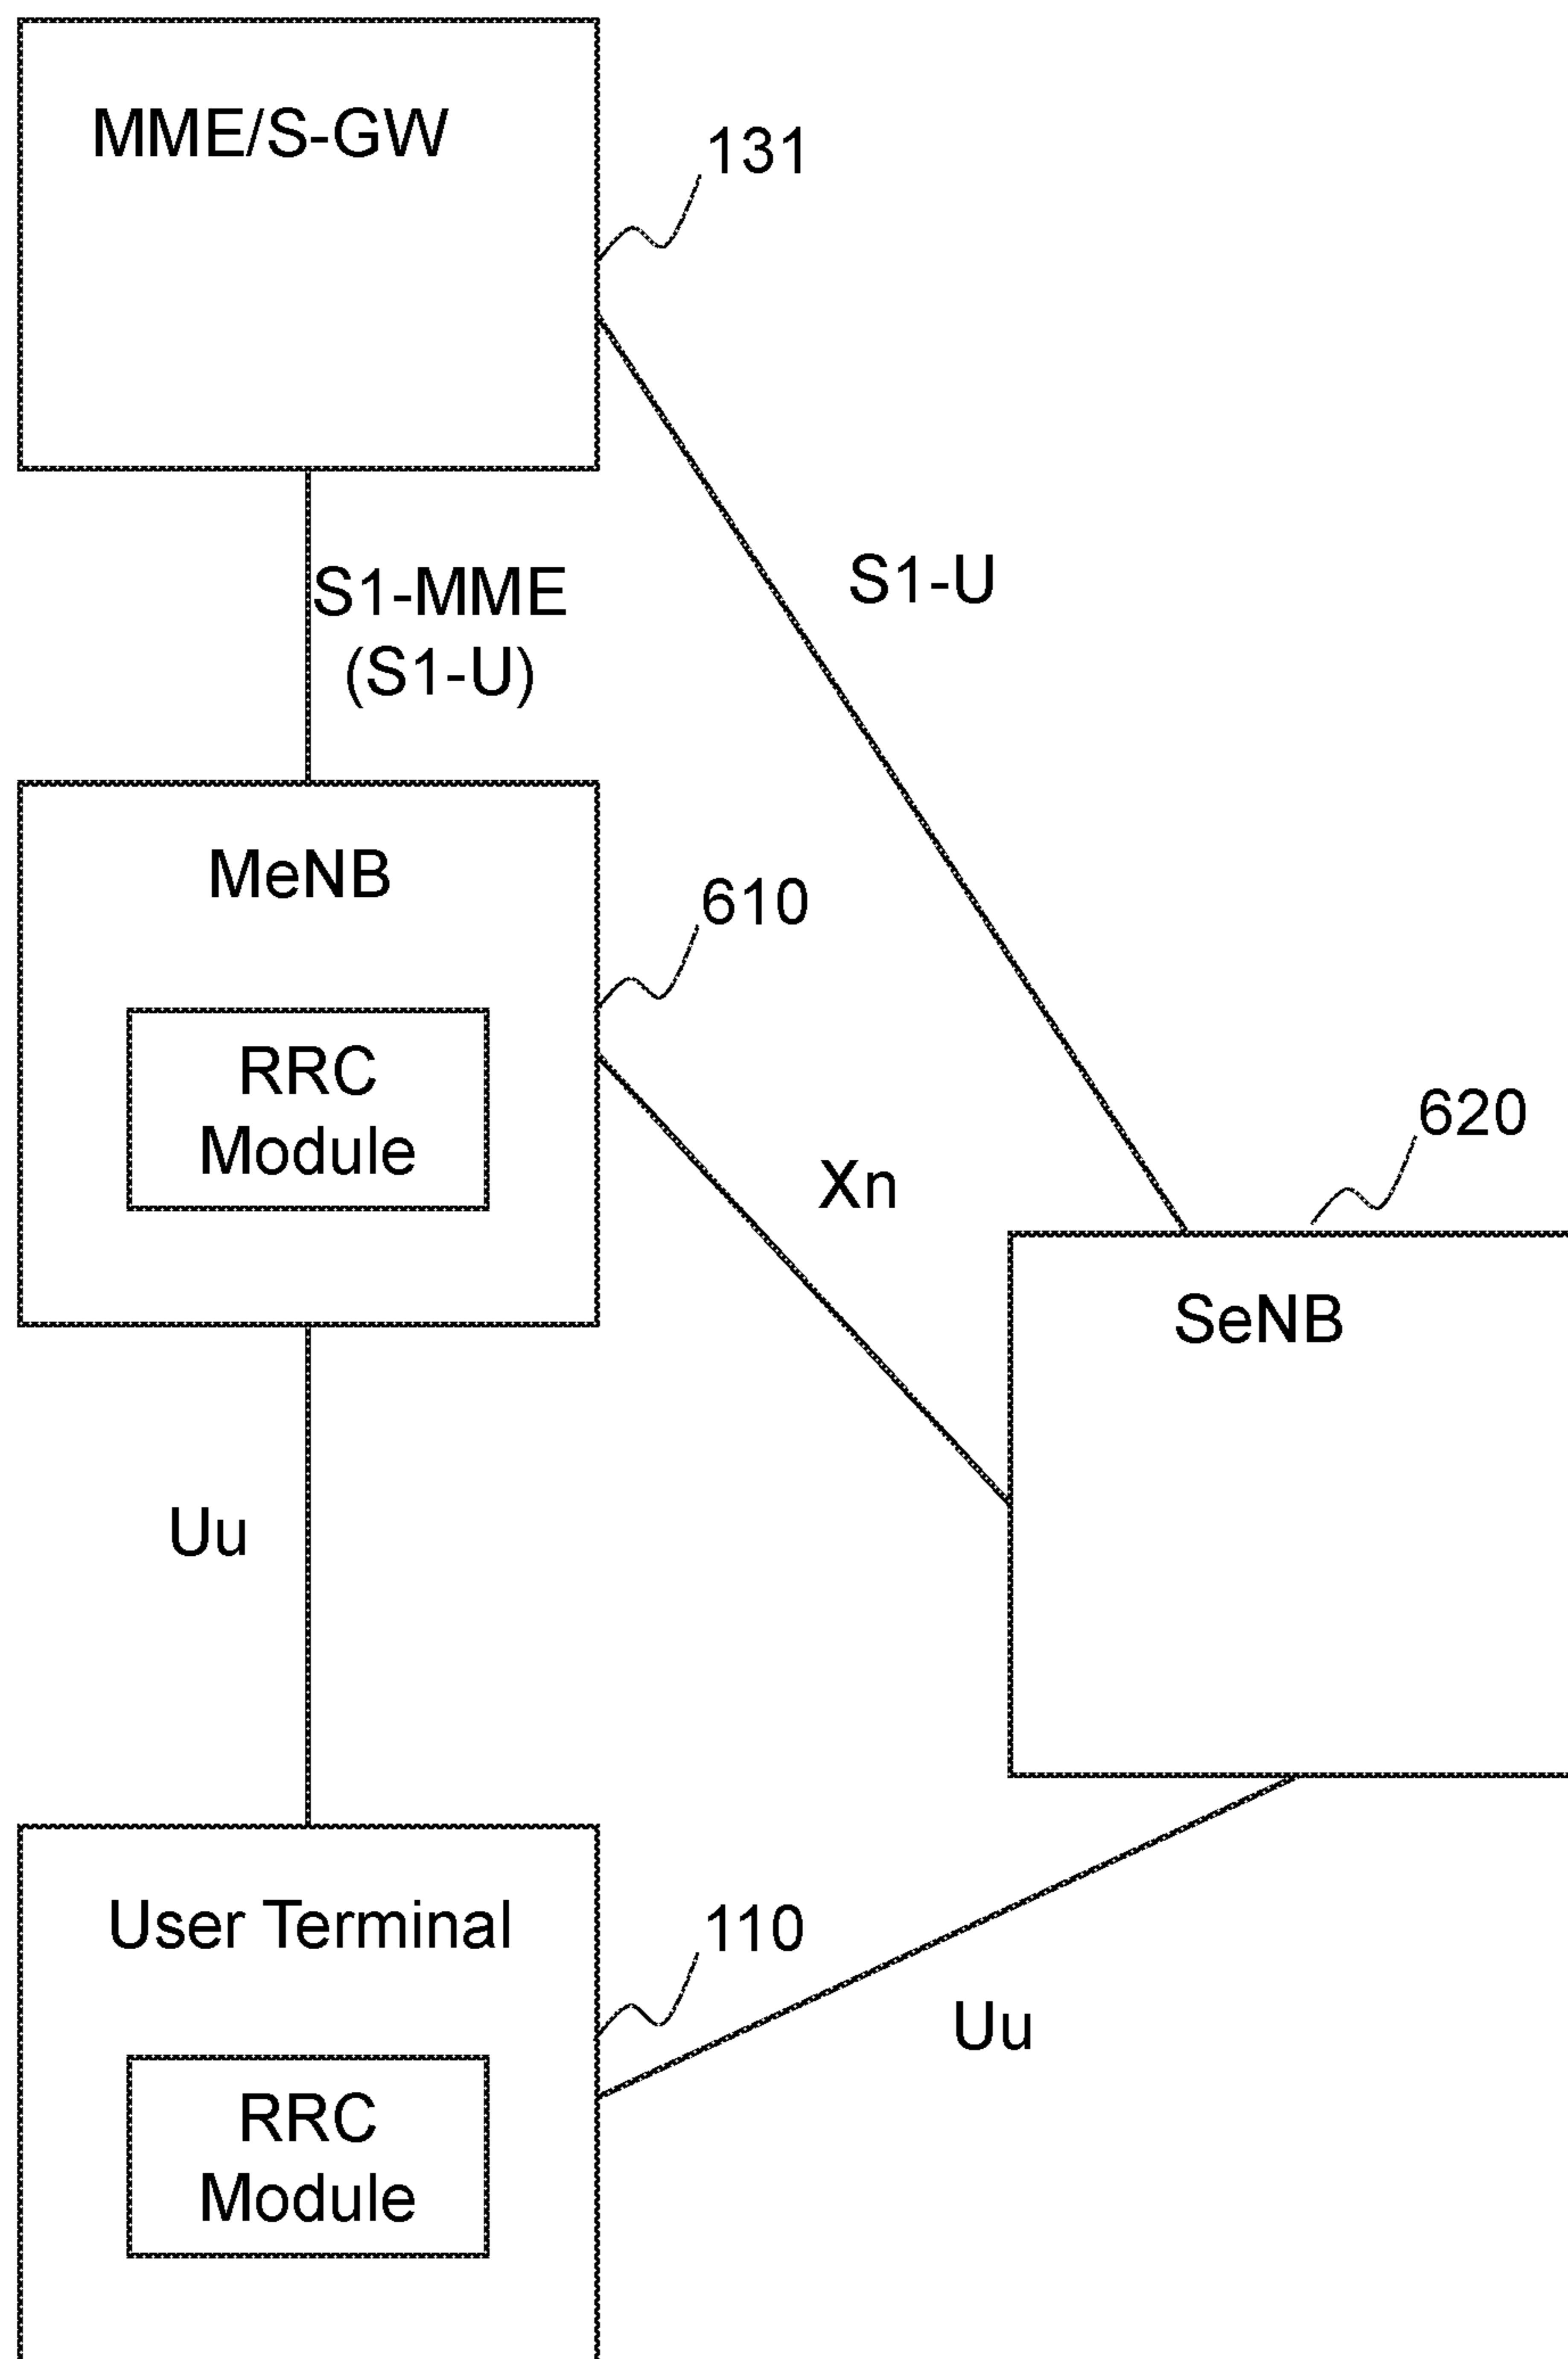 MME/S-GW
131
S1-MME
(S1-U)
S1-U
MeNB
610
RRC
Module
Xn
620
SeNB
Uu
User Terminal
110
Uu
RRC
Module